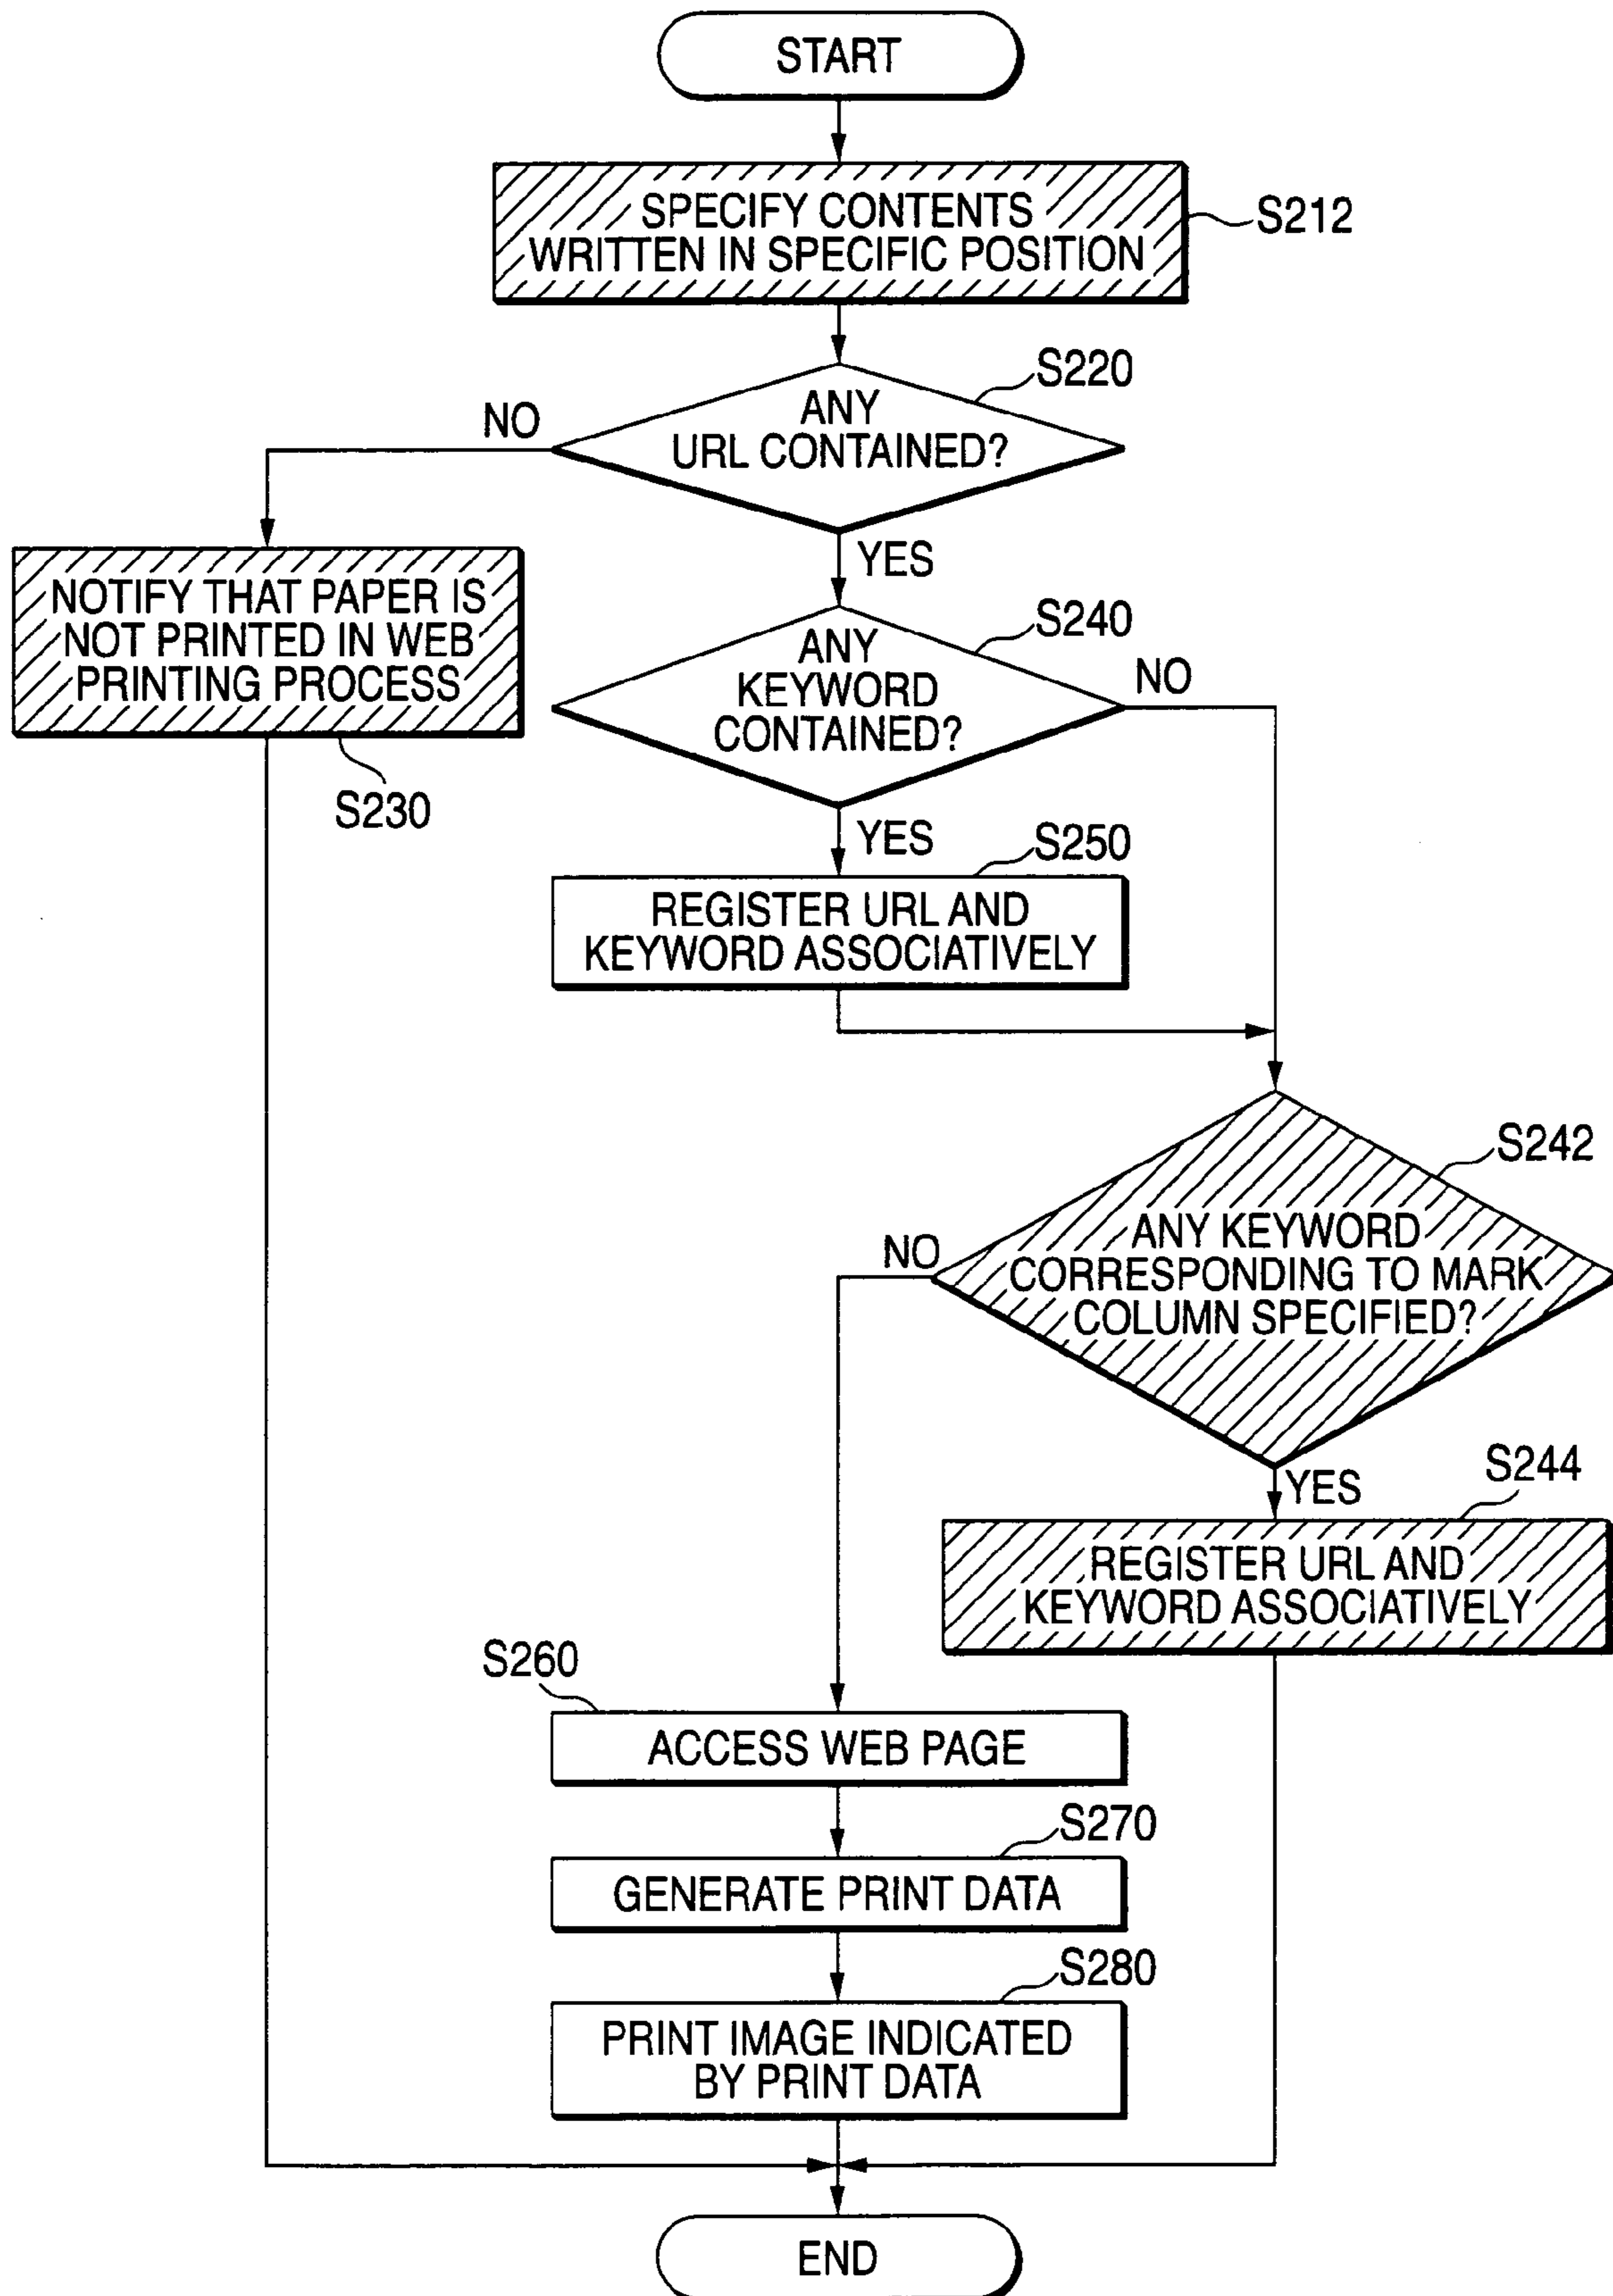 START
SPECIFY CONTENTS
WRITTEN IN SPECIFIC POSITION
S212
S220
ANY
URL CONTAINED?
NO
YES
NOTIFY THAT PAPER IS
NOT PRINTED IN WEB
PRINTING PROCESS
S230
S240
ANY
KEYWORD
CONTAINED?
NO
YES
S250
REGISTER URL AND
KEYWORD ASSOCIATIVELY
S242
ANY KEYWORD
CORRESPONDING TO MARK
COLUMN SPECIFIED?
NO
YES
S244
REGISTER URL AND
KEYWORD ASSOCIATIVELY
S260
ACCESS WEB PAGE
S270
GENERATE PRINT DATA
S280
PRINT IMAGE INDICATED
BY PRINT DATA
END